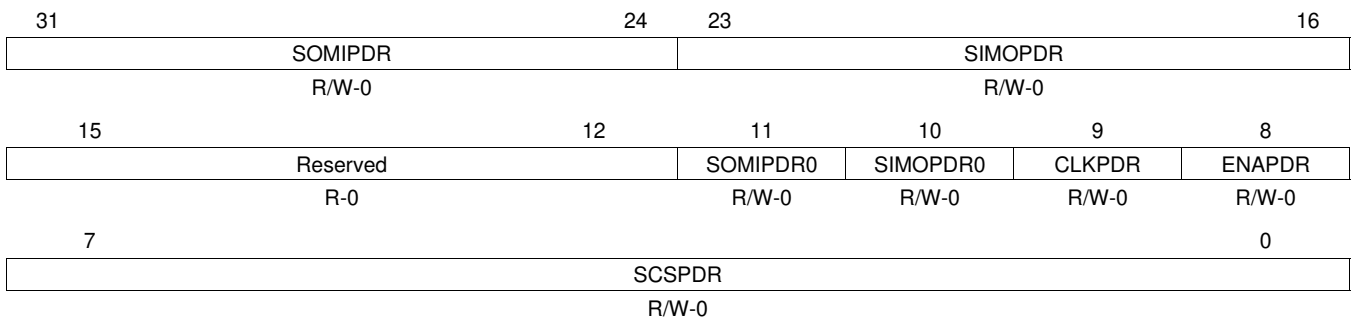 31 24 23 16
SOMIPDR SIMOPDR
R/W-0 R/W-0
15 12 11 10 9 8
Reserved SOMIPDR0 SIMOPDR0 CLKPDR ENAPDR
R-0 R/W-0 R/W-0 R/W-0 R/W-0
7 0
SCSPDR
R/W-0